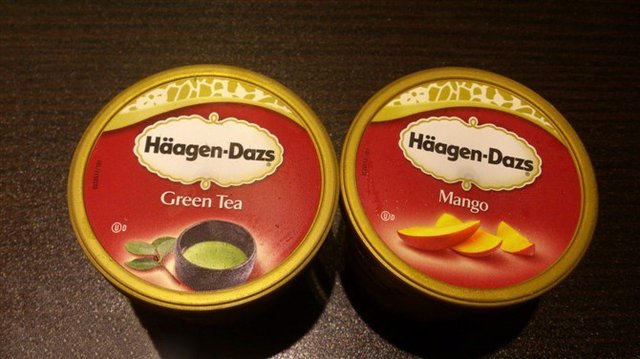 Häagen-Dazs
Green Tea
U D
Häagen-Dazs
Mango
U D